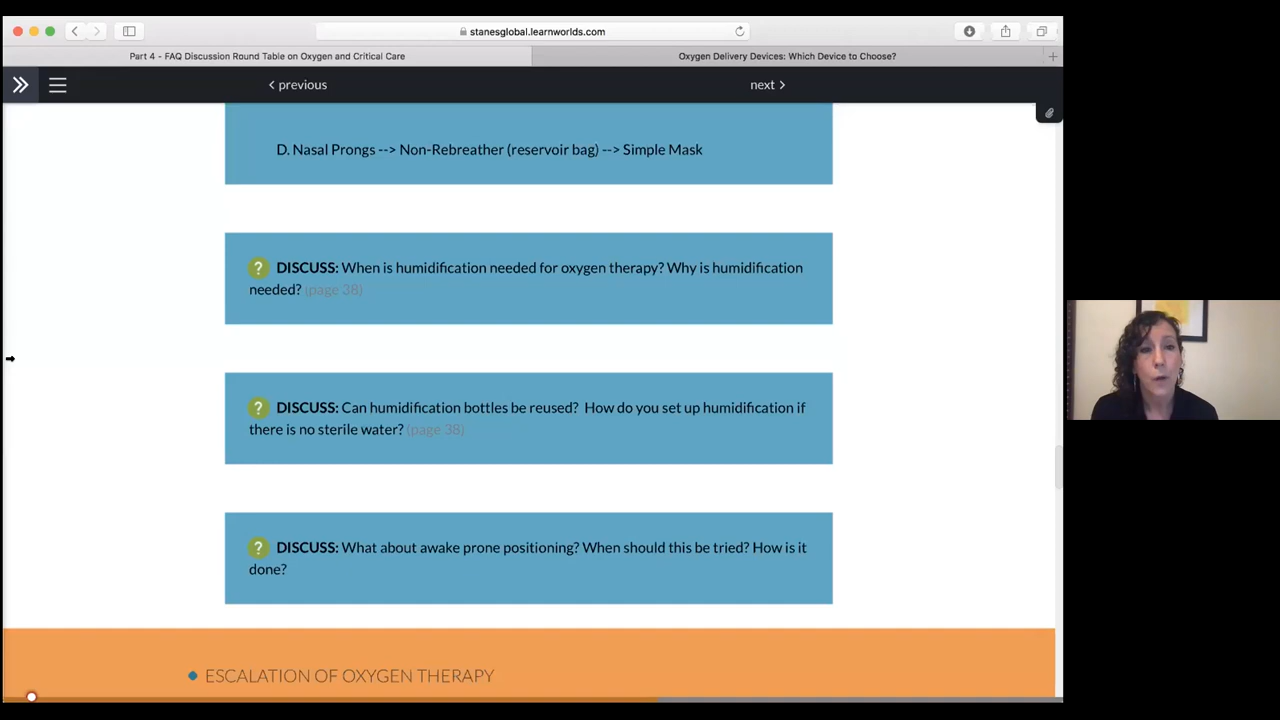 stanesglobal.learnworlds.com
Part 4 - FAQ Discussion Round Table on Oxygen and Critical Care
Oxygen Delivery Devices: Which Device to Choose?
previous
next
D. Nasal Prongs --> Non-Rebreather (reservoir bag) --> Simple Mask
? DISCUSS: When is humidification needed for oxygen therapy? Why is humidification
needed? (page 38)
? DISCUSS: Can humidification bottles be reused?  How do you set up humidification if
there is no sterile water? (page 38)
? DISCUSS: What about awake prone positioning? When should this be tried? How is it
done?
ESCALATION OF OXYGEN THERAPY